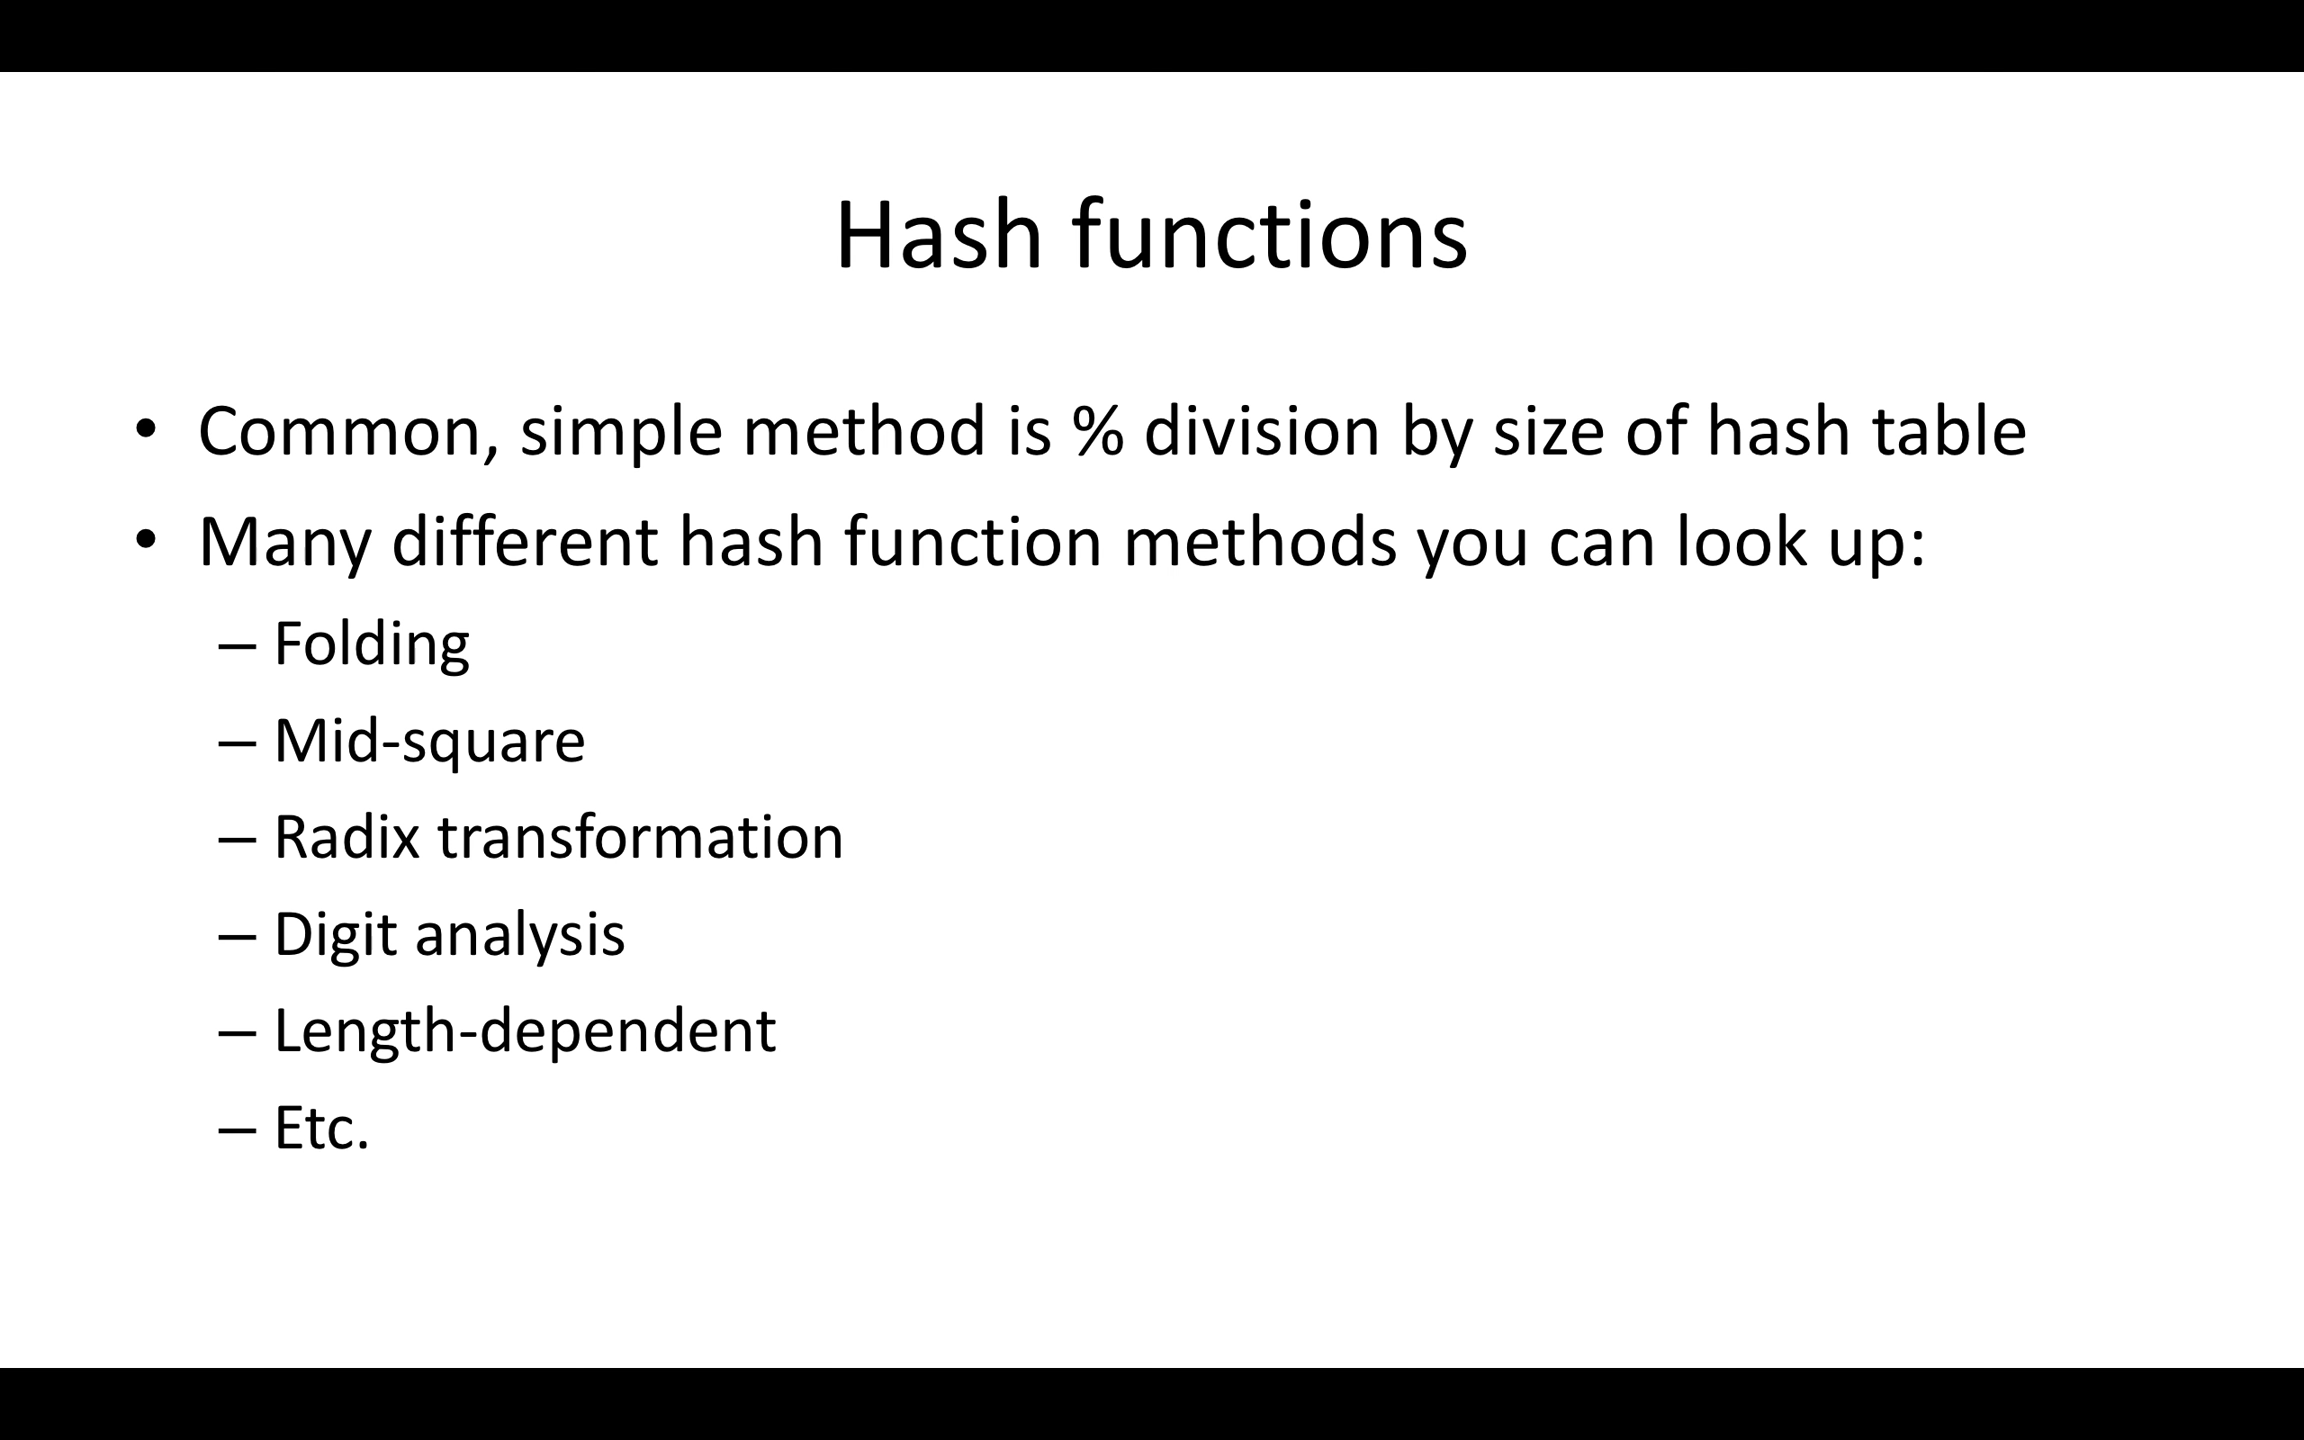 Hash functions
• Common, simple method is % division by size of hash table
• Many different hash function methods you can look up:
– Folding
– Mid-square
– Radix transformation
– Digit analysis
– Length-dependent
– Etc.